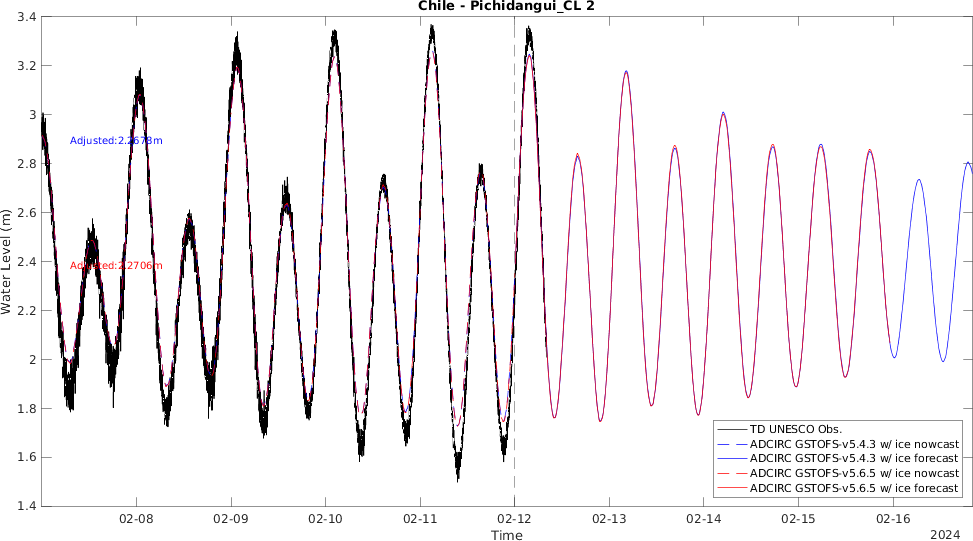 Chile - Pichidangui_CL 2
3.4
3.2
3
2.8
2.6
2.4
2.2
2
1.8
1.6
1.4
Water Level (m)
Adjusted:2.2678m
Adjusted:2.2706m
TD UNESCO Obs.
ADCIRC GSTOFS-v5.4.3 w/ ice nowcast
ADCIRC GSTOFS-v5.4.3 w/ ice forecast
ADCIRC GSTOFS-v5.6.5 w/ ice nowcast
ADCIRC GSTOFS-v5.6.5 w/ ice forecast
02-08 02-09 02-10 02-11 02-12 02-13 02-14 02-15 02-16
Time
2024